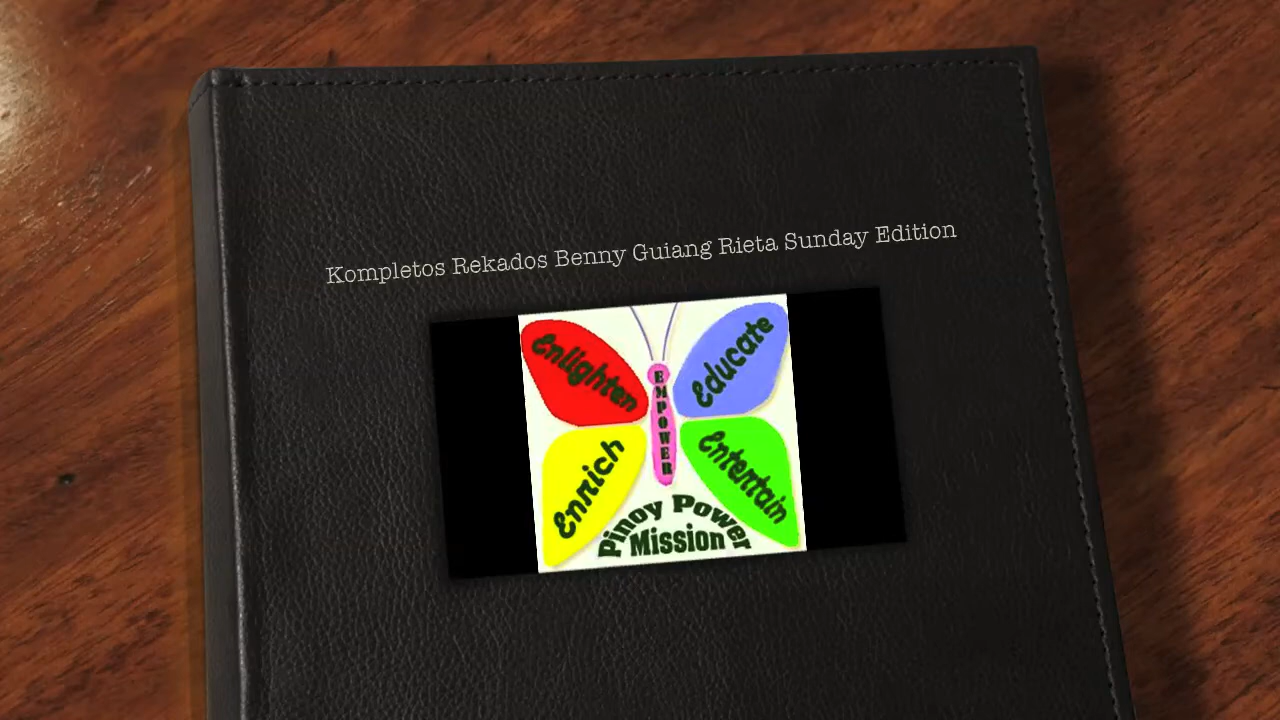 Kompletos Rekados Benny Guiang Rieta Sunday Edition
Enlighten
Educate
EMPOWER
Enrich
Entertain
Pinoy Power
Mission